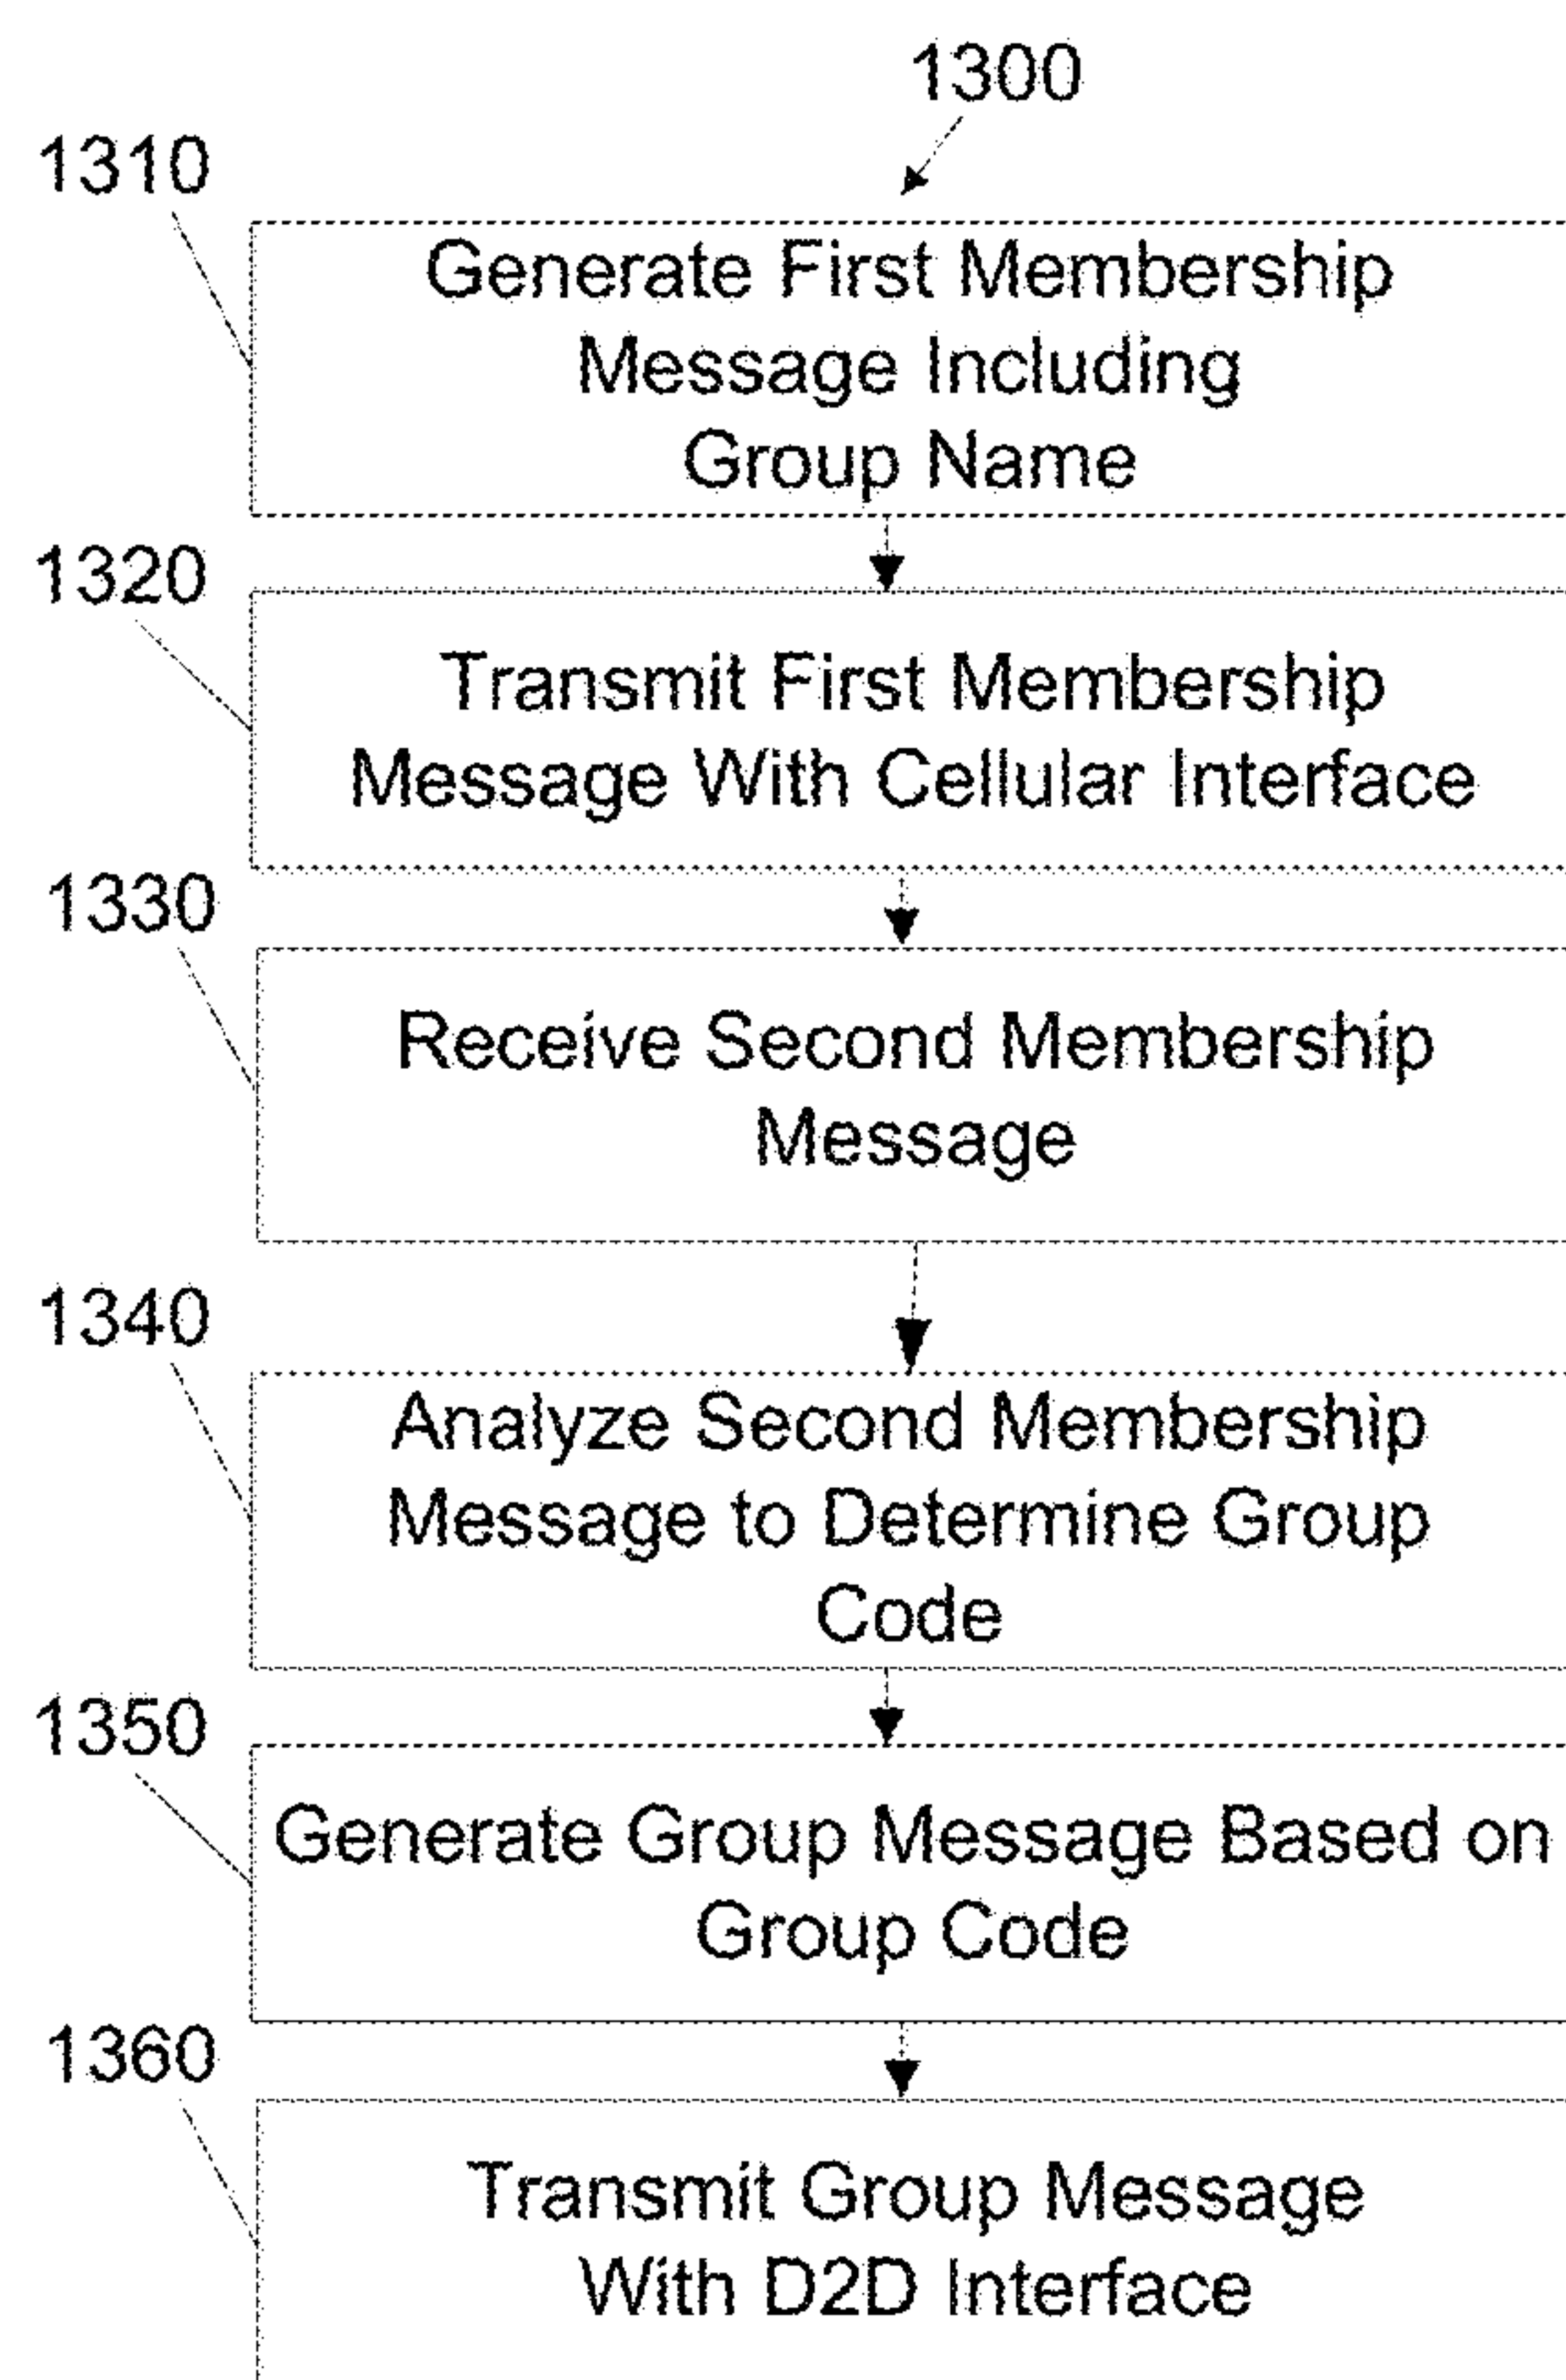 1300
1310
Generate First Membership
Message Including
Group Name
1320
Transmit First Membership
Message With Cellular Interface
1330
Receive Second Membership
Message
1340
Analyze Second Membership
Message to Determine Group
Code
1350
Generate Group Message Based on
Group Code
1360
Transmit Group Message
With D2D Interface